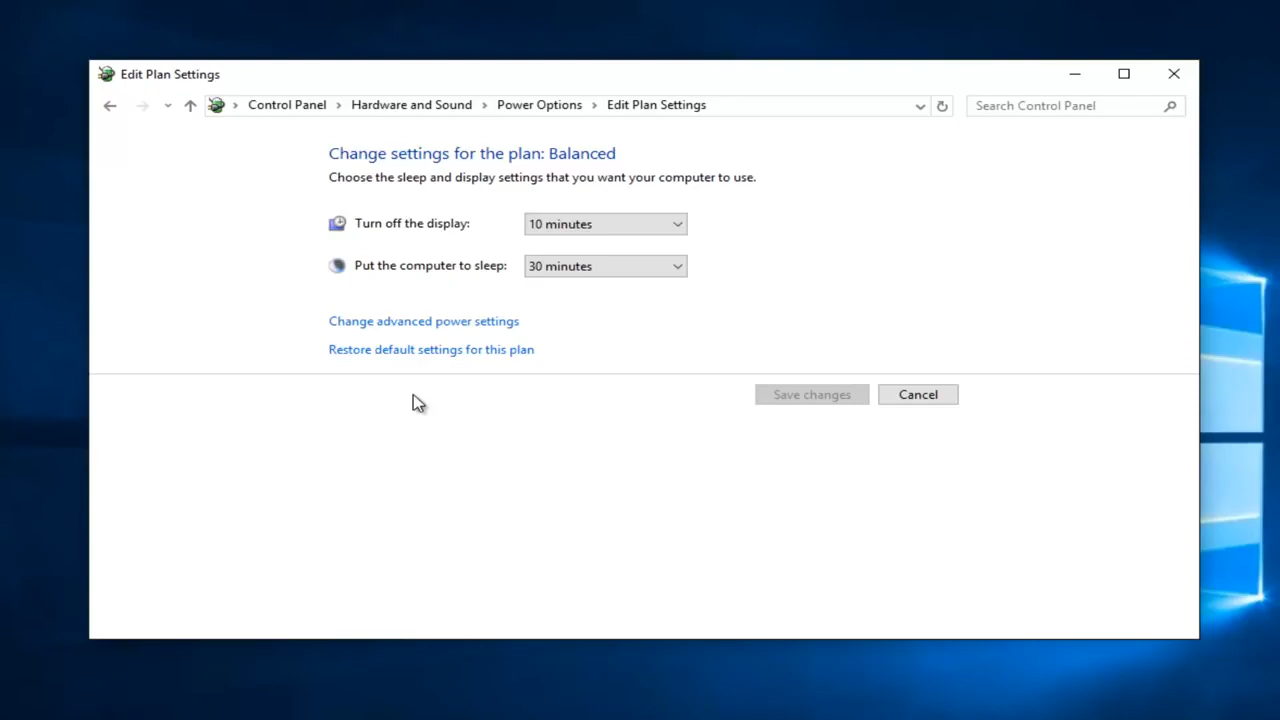 Edit Plan Settings
Control Panel > Hardware and Sound > Power Options > Edit Plan Settings
Search Control Panel
Change settings for the plan: Balanced
Choose the sleep and display settings that you want your computer to use.
Turn off the display: 10 minutes
Put the computer to sleep: 30 minutes
Change advanced power settings
Restore default settings for this plan
Save changes Cancel